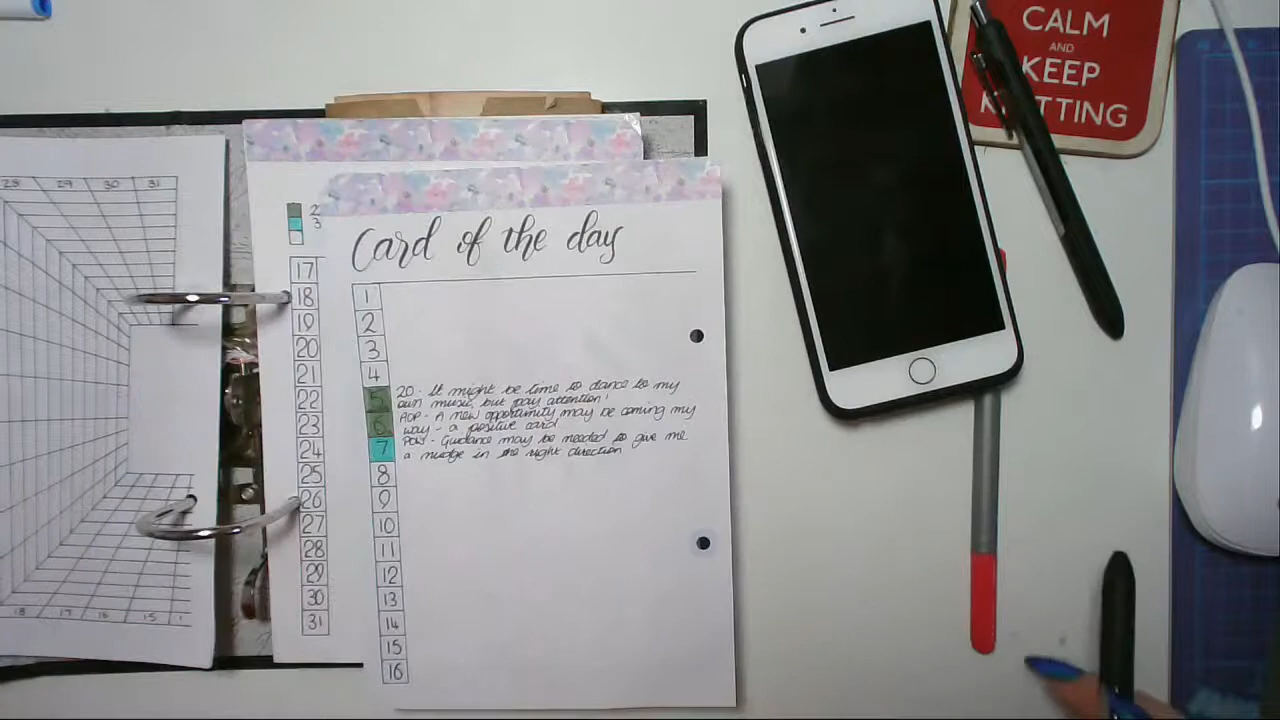 CALM
AND
KEEP
KNITTING
29 30 31
2
3
Card of the day
17
18
19
20
21
22
23
24
25
26
27
28
29
30
31
1
2
3
4
5 20 - It might be time to dance to my
own music, but pay attention!
6 AOP - A new opportunity may be coming my
way - a positive card
7 POW - Guidance may be needed to give me
a nudge in the right direction
8
9
10
11
12
13
14
15
16
18 17 16 15